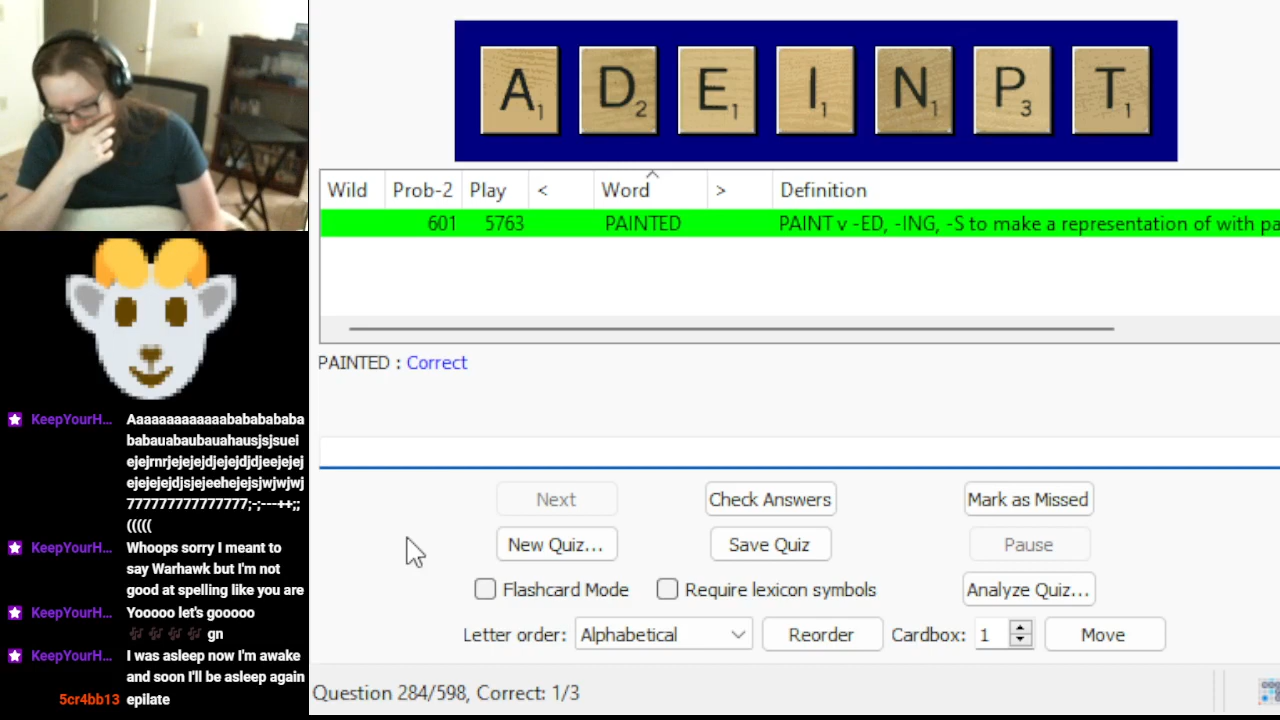 A1 D2 E1 I1 N1 P3 T1
Wild Prob-2 Play < Word > Definition
601 5763 PAINTED PAINT v -ED, -ING, -S to make a representation of with pa
PAINTED : Correct
Next Check Answers Mark as Missed
New Quiz... Save Quiz Pause
Flashcard Mode Require lexicon symbols Analyze Quiz...
Letter order: Alphabetical Reorder Cardbox: 1 Move
Question 284/598, Correct: 1/3
KeepYourH... Aaaaaaaaaaaaabababababa
babauabaubauahausjsjsuei
ejejrnrjejejejdjejejdjdjeejejej
ejejejejdjsjejeehejejsjwjwjwj
777777777777777;-;---++;;
(((((
KeepYourH... Whoops sorry I meant to
say Warhawk but I'm not
good at spelling like you are
KeepYourH... Yooooo let's gooooo
🎶 🎶 🎶 🎶 gn
KeepYourH... I was asleep now I'm awake
and soon I'll be asleep again
5cr4bb13 epilate